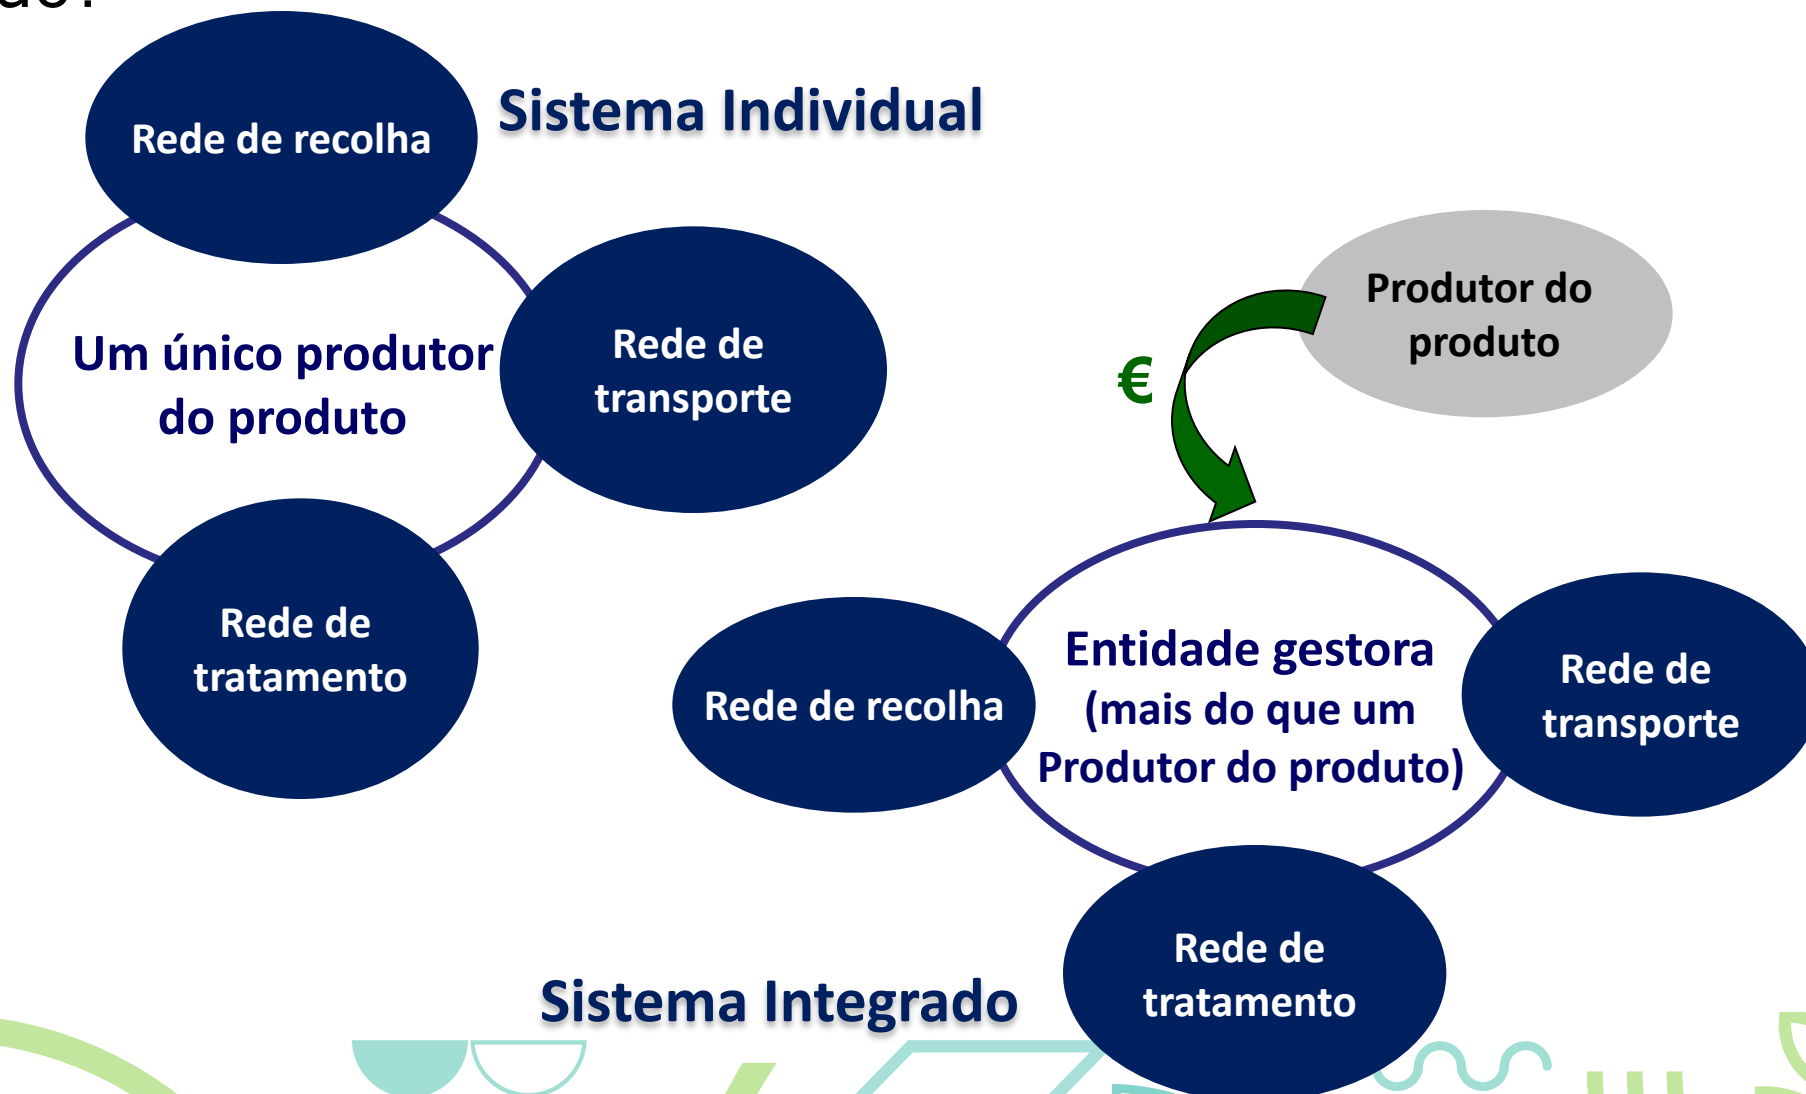 Sistema Individual
Rede de recolha
Um único produtor
do produto
Rede de
transporte
Rede de
tratamento
Produtor do
produto
€
Entidade gestora
(mais do que um
Produtor do produto)
Rede de recolha
Rede de
transporte
Rede de
tratamento
Sistema Integrado